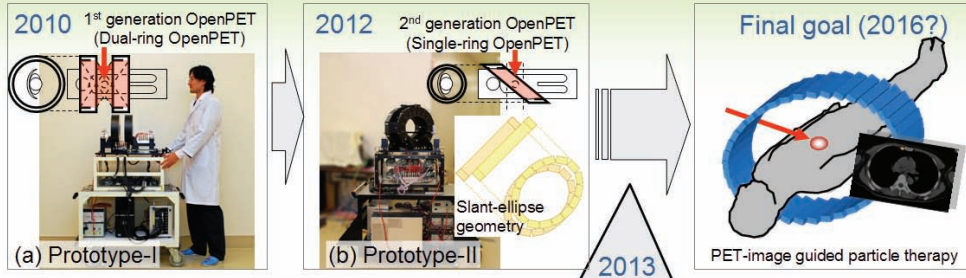 2010
1st generation OpenPET
(Dual-ring OpenPET)
(a) Prototype-I
2012
2nd generation OpenPET
(Single-ring OpenPET)
Slant-ellipse
geometry
(b) Prototype-II
2013
Final goal (2016?)
PET-image guided particle therapy